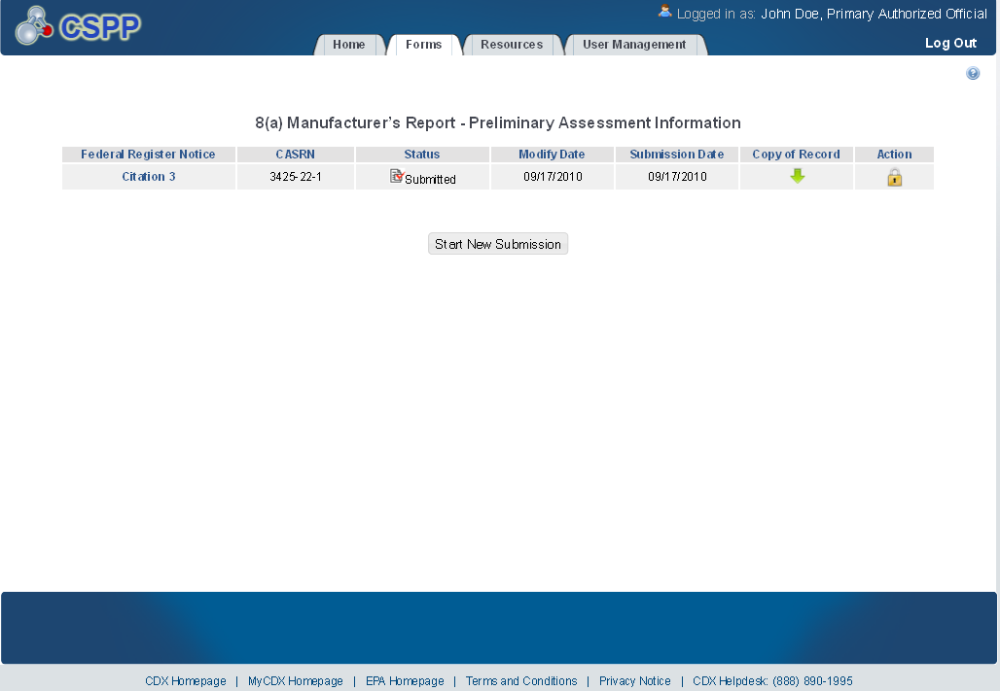 CSPP
Logged in as: John Doe, Primary Authorized Official
Home Forms Resources User Management
Log Out
8(a) Manufacturer's Report - Preliminary Assessment Information
Federal Register Notice CASRN Status Modify Date Submission Date Copy of Record Action
Citation 3 3425-22-1 Submitted 09/17/2010 09/17/2010
Start New Submission
CDX Homepage | MyCDX Homepage | EPA Homepage | Terms and Conditions | Privacy Notice | CDX Helpdesk: (888) 890-1995